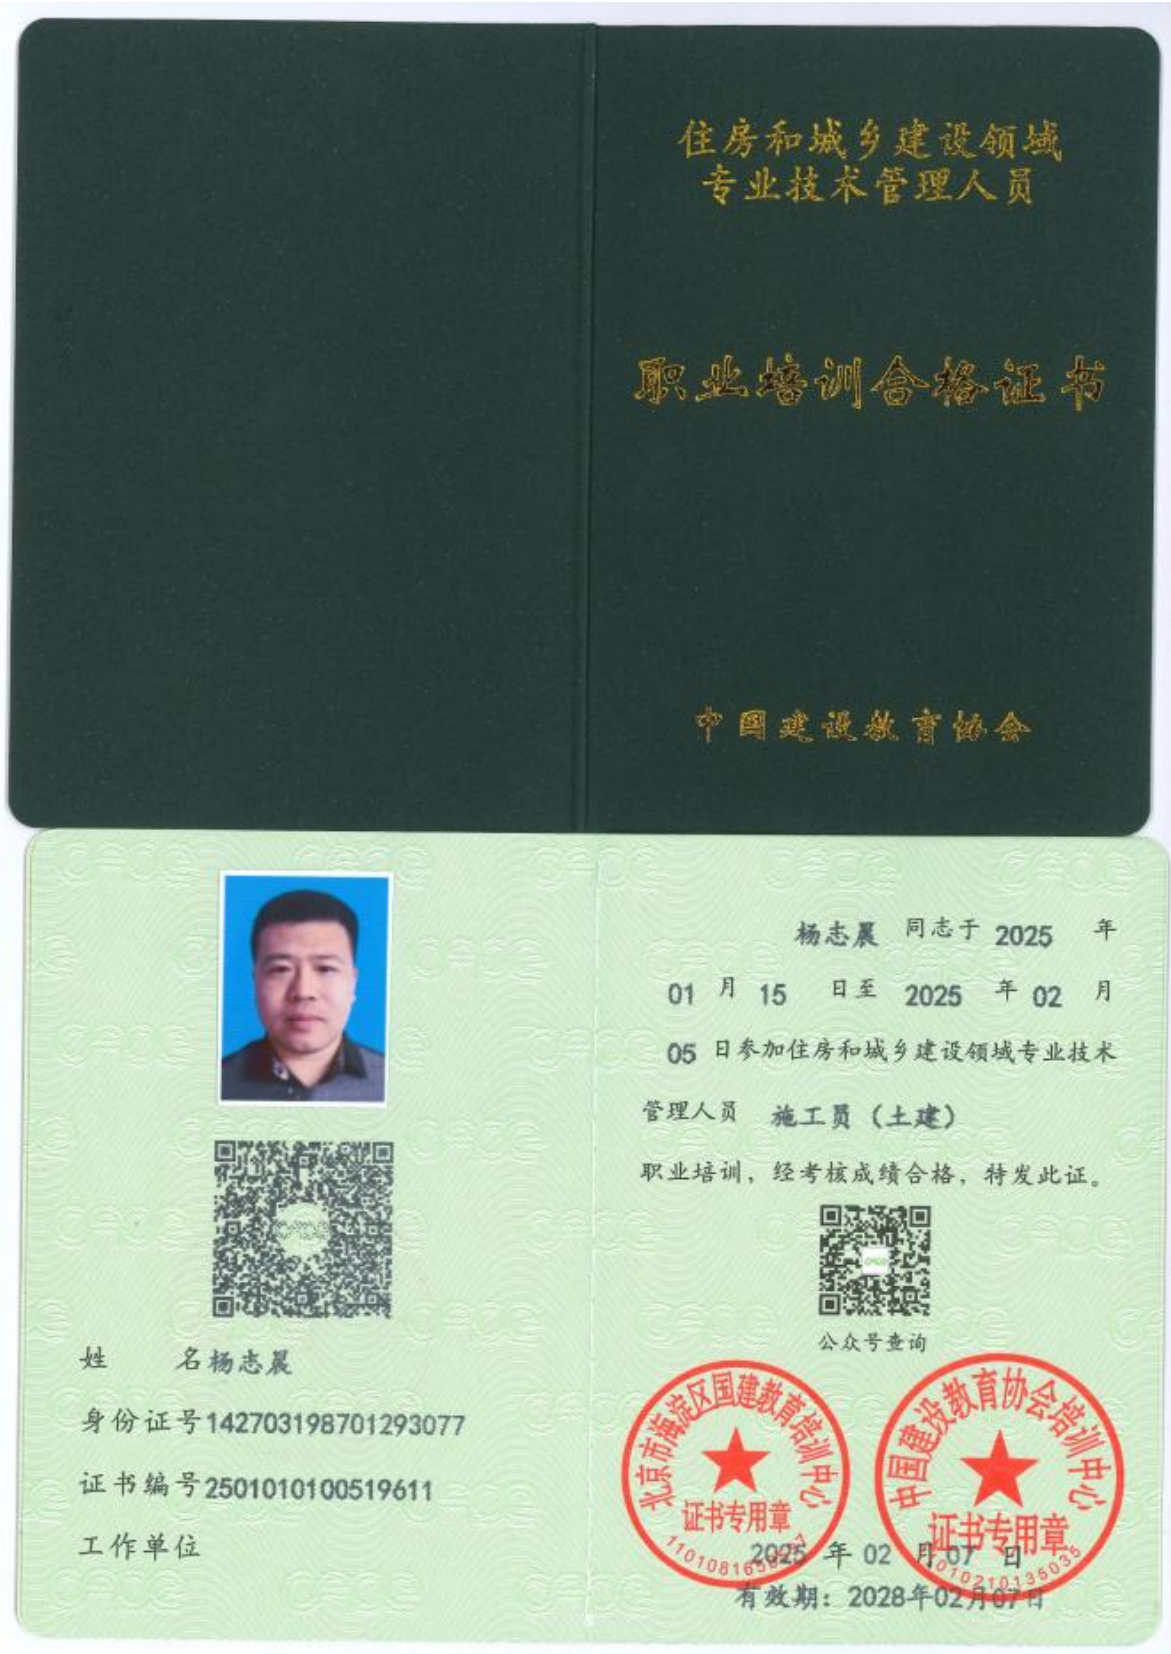 住房和城乡建设领域
专业技术管理人员
职业培训合格证书
中国建设教育协会
姓 名杨志晨
身份证号142703198701293077
证书编号2501010100519611
工作单位
杨志晨 同志于 2025 年
01 月 15 日至 2025 年 02 月
05 日参加住房和城乡建设领域专业技术
管理人员 施工员（土建）
职业培训，经考核成绩合格，特发此证。
公众号查询
北京市海淀区国建教育培训中心
证书专用章
中国建设教育协会培训中心
证书专用章
2025 年 02 月 07 日
有效期：2028年02月07日